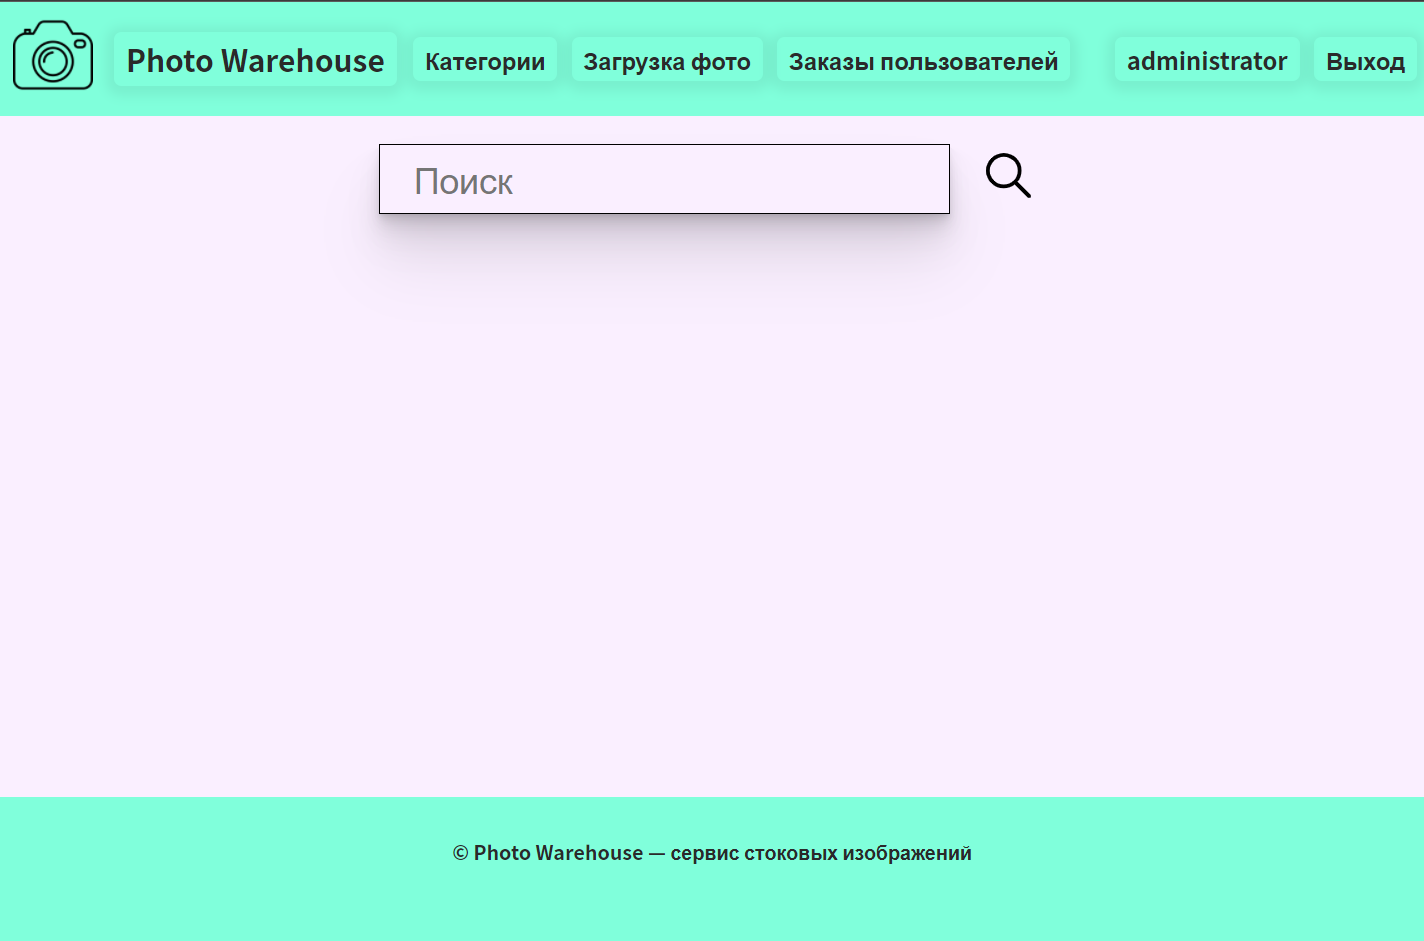 Photo Warehouse Категории Загрузка фото Заказы пользователей administrator Выход
Поиск
© Photo Warehouse — сервис стоковых изображений